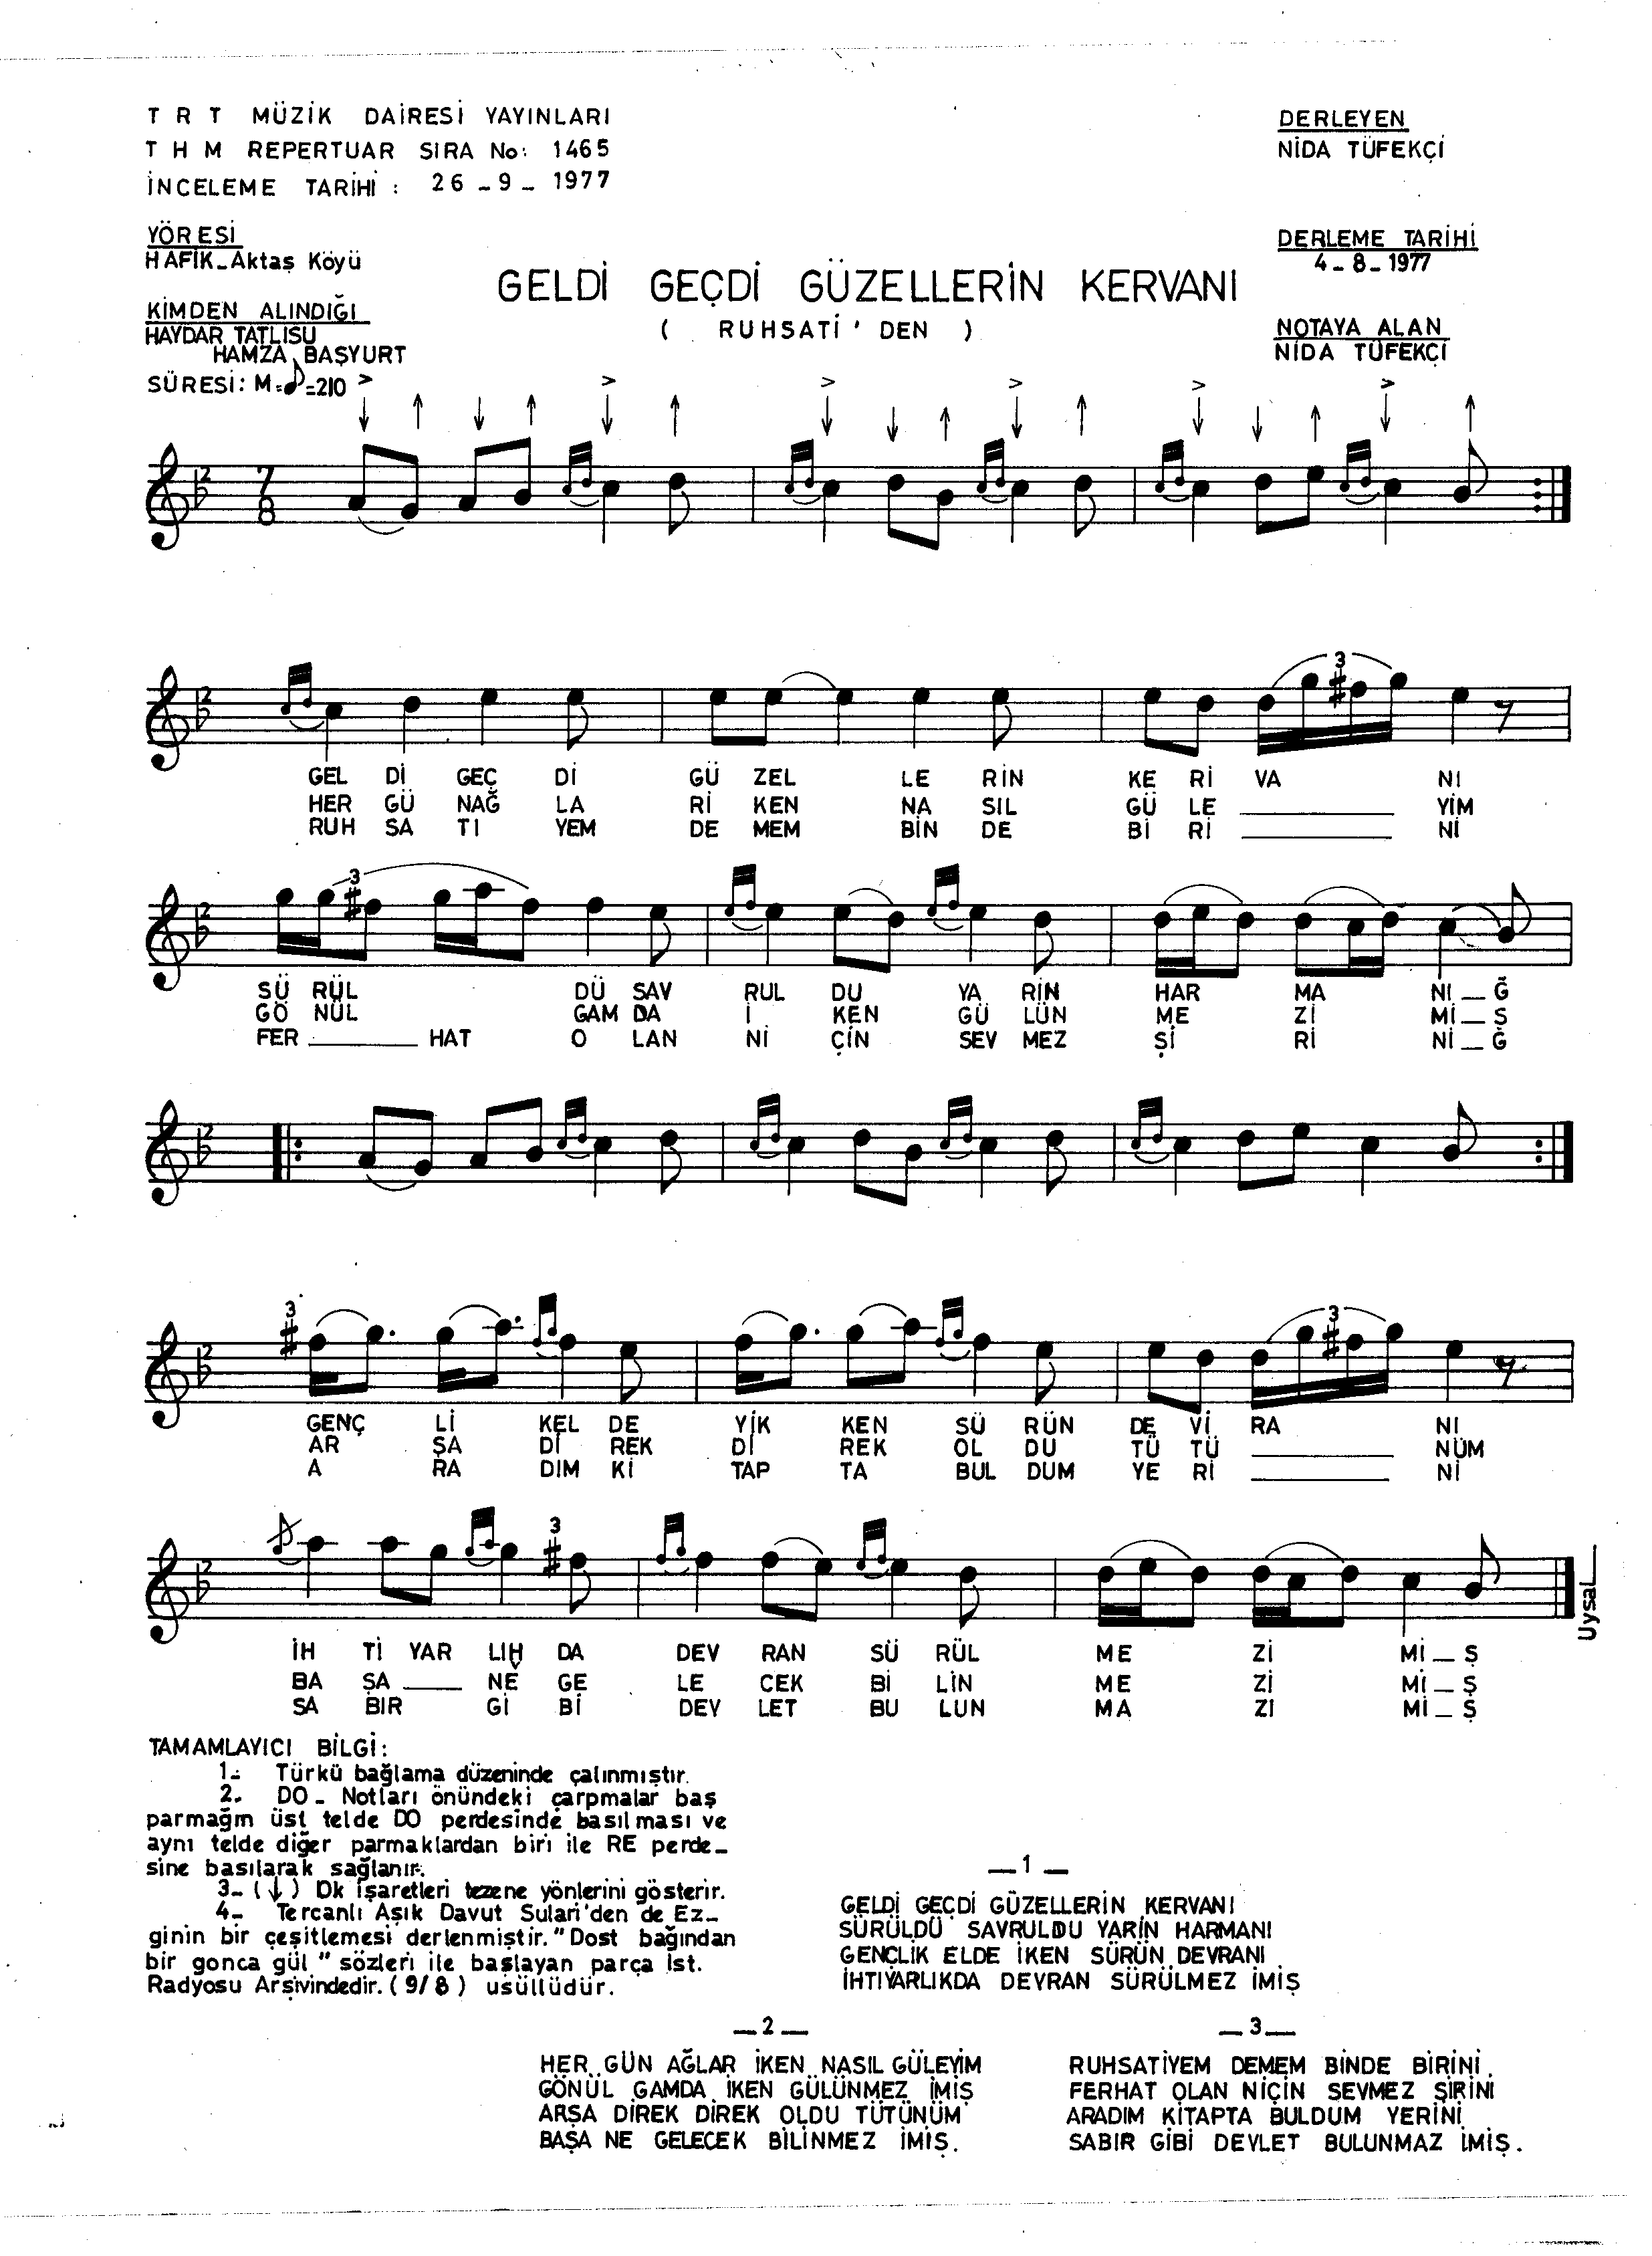 T R T MÜZİK DAİRESİ YAYINLARI
T H M REPERTUAR SIRA No: 1465
İNCELEME TARİHİ : 26 - 9 - 1977
DERLEYEN
NİDA TÜFEKÇİ
YÖRESİ
HAFİK-Aktaş Köyü
DERLEME TARİHİ
4 - 8 - 1977
GELDİ GEÇDİ GÜZELLERİN KERVANI
( RUHSATİ ' DEN )
KİMDEN ALINDIĞI
HAYDAR TATLISU
HAMZA BAŞYURT
NOTAYA ALAN
NİDA TÜFEKÇİ
SÜRESİ: M=♪=210
7
8
3
GEL Dİ GEÇ Dİ GÜ ZEL LE RİN KE Rİ VA NI
HER GÜ NAĞ LA Rİ KEN NA SIL GÜ LE ___ YİM
RUH SA TI YEM DE MEM BİN DE Bİ Rİ ___ Nİ
3
SÜ RÜL DÜ SAV RUL DU YA RİN HAR MA NI _ Ğ
GÖ NÜL GAM DA İ KEN GÜ LÜN ME Zİ Mİ _ Ş
FER ___ HAT O LAN Nİ ÇİN SEV MEZ Şİ Rİ Nİ _ Ğ
3 3
GENÇ Lİ KEL DE YİK KEN SÜ RÜN DE Vİ RA NI
AR ŞA Dİ REK Dİ REK OL DU TÜ TÜ ___ NÜM
A RA DIM Kİ TAP TA BUL DUM YE Rİ ___ Nİ
3
Uysal
İH Tİ YAR LIH DA DEV RAN SÜ RÜL ME Zİ Mİ _ Ş
BA ŞA ___ NE GE LE CEK Bİ LİN ME Zİ Mİ _ Ş
SA BIR Gİ Bİ DEV LET BU LUN MA ZI Mİ _ Ş
TAMAMLAYICI BİLGİ:
1.- Türkü bağlama düzeninde çalınmıştır.
2. DO - Notları önündeki çarpmalar baş
parmağın üst telde DO perdesinde basılması ve
aynı telde diğer parmaklardan biri ile RE perde-
sine basılarak sağlanır.
3- (↓) Ok işaretleri tezene yönlerini gösterir.
4- Tercanlı Aşık Davut Sulari'den de Ez-
ginin bir çeşitlemesi derlenmiştir."Dost bağından
bir gonca gül" sözleri ile başlayan parça İst.
Radyosu Arşivindedir.(9/8) usüllüdür.
_1_
GELDİ GEÇDİ GÜZELLERİN KERVANI
SÜRÜLDÜ SAVRULDU YARİN HARMANI
GENÇLİK ELDE İKEN SÜRÜN DEVRANI
İHTIYARLIKDA DEVRAN SÜRÜLMEZ İMİŞ
_2_
HER GÜN AĞLAR İKEN NASIL GÜLEYİM
GÖNÜL GAMDA İKEN GÜLÜNMEZ İMİŞ
ARŞA DİREK DİREK OLDU TÜTÜNÜM
BAŞA NE GELECEK BİLİNMEZ İMİŞ.
_3_
RUHSATİYEM DEMEM BİNDE BİRİNİ
FERHAT OLAN NİÇİN SEVMEZ ŞİRİNİ
ARADIM KİTAPTA BULDUM YERİNİ
SABIR GİBİ DEVLET BULUNMAZ İMİŞ.